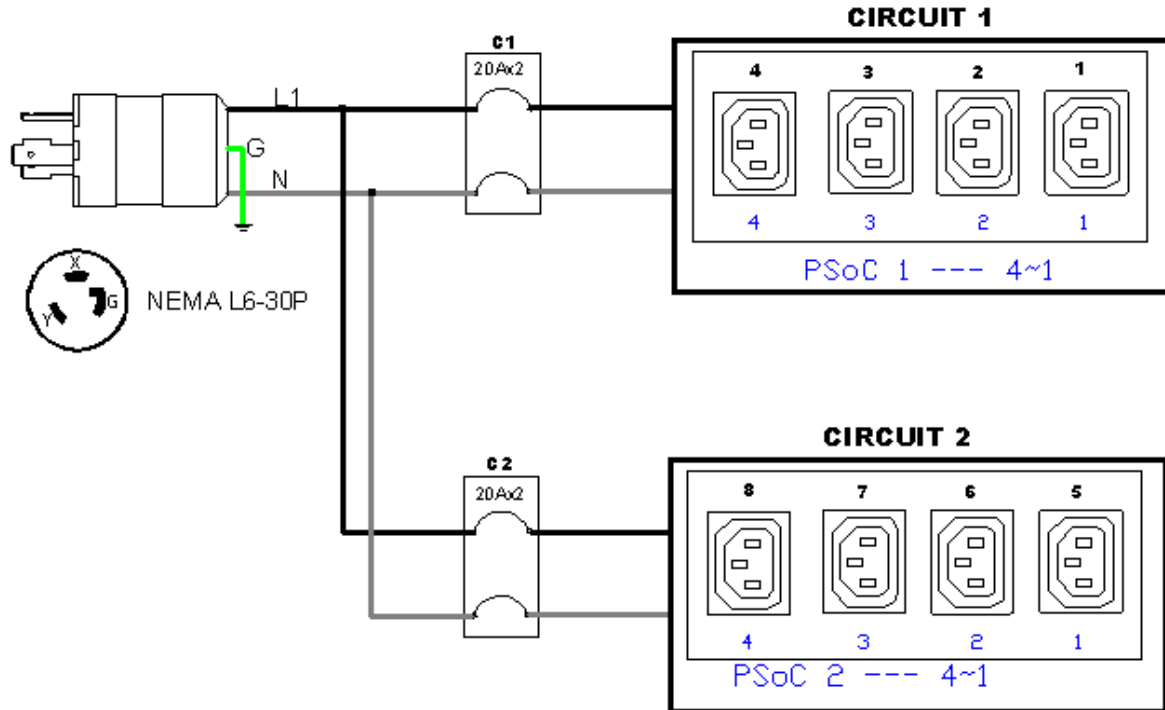 CIRCUIT 1
C1
20Ax2
4 3 2 1
L1
G
N
4 3 2 1
PSoC 1 --- 4~1
X
G
Y
NEMA L6-30P
CIRCUIT 2
C2
20Ax2
8 7 6 5
4 3 2 1
PSoC 2 --- 4~1